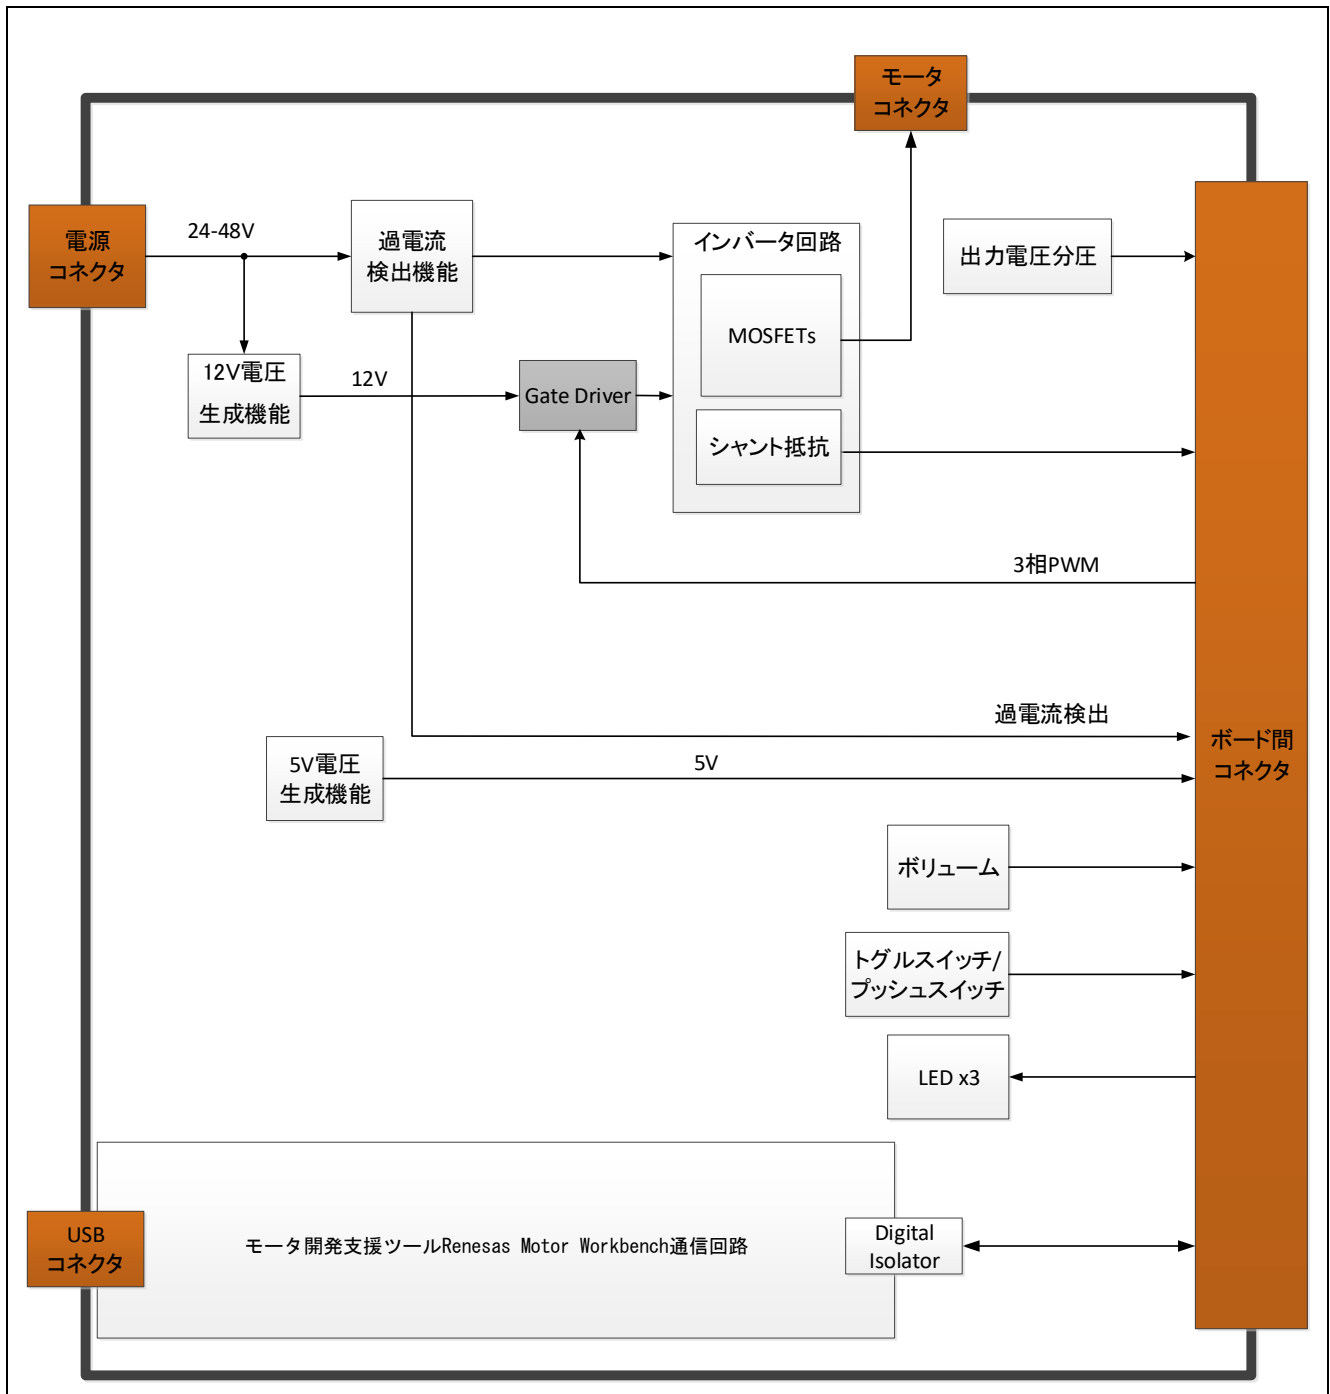 モータ
コネクタ
電源
コネクタ
24-48V
過電流
検出機能
インバータ回路
出力電圧分圧
MOSFETs
12V電圧
生成機能
12V
Gate Driver
シャント抵抗
3相PWM
過電流検出
ボード間
コネクタ
5V電圧
生成機能
5V
ボリューム
トグルスイッチ/
プッシュスイッチ
LED x3
USB
コネクタ
モータ開発支援ツールRenesas Motor Workbench通信回路
Digital
Isolator